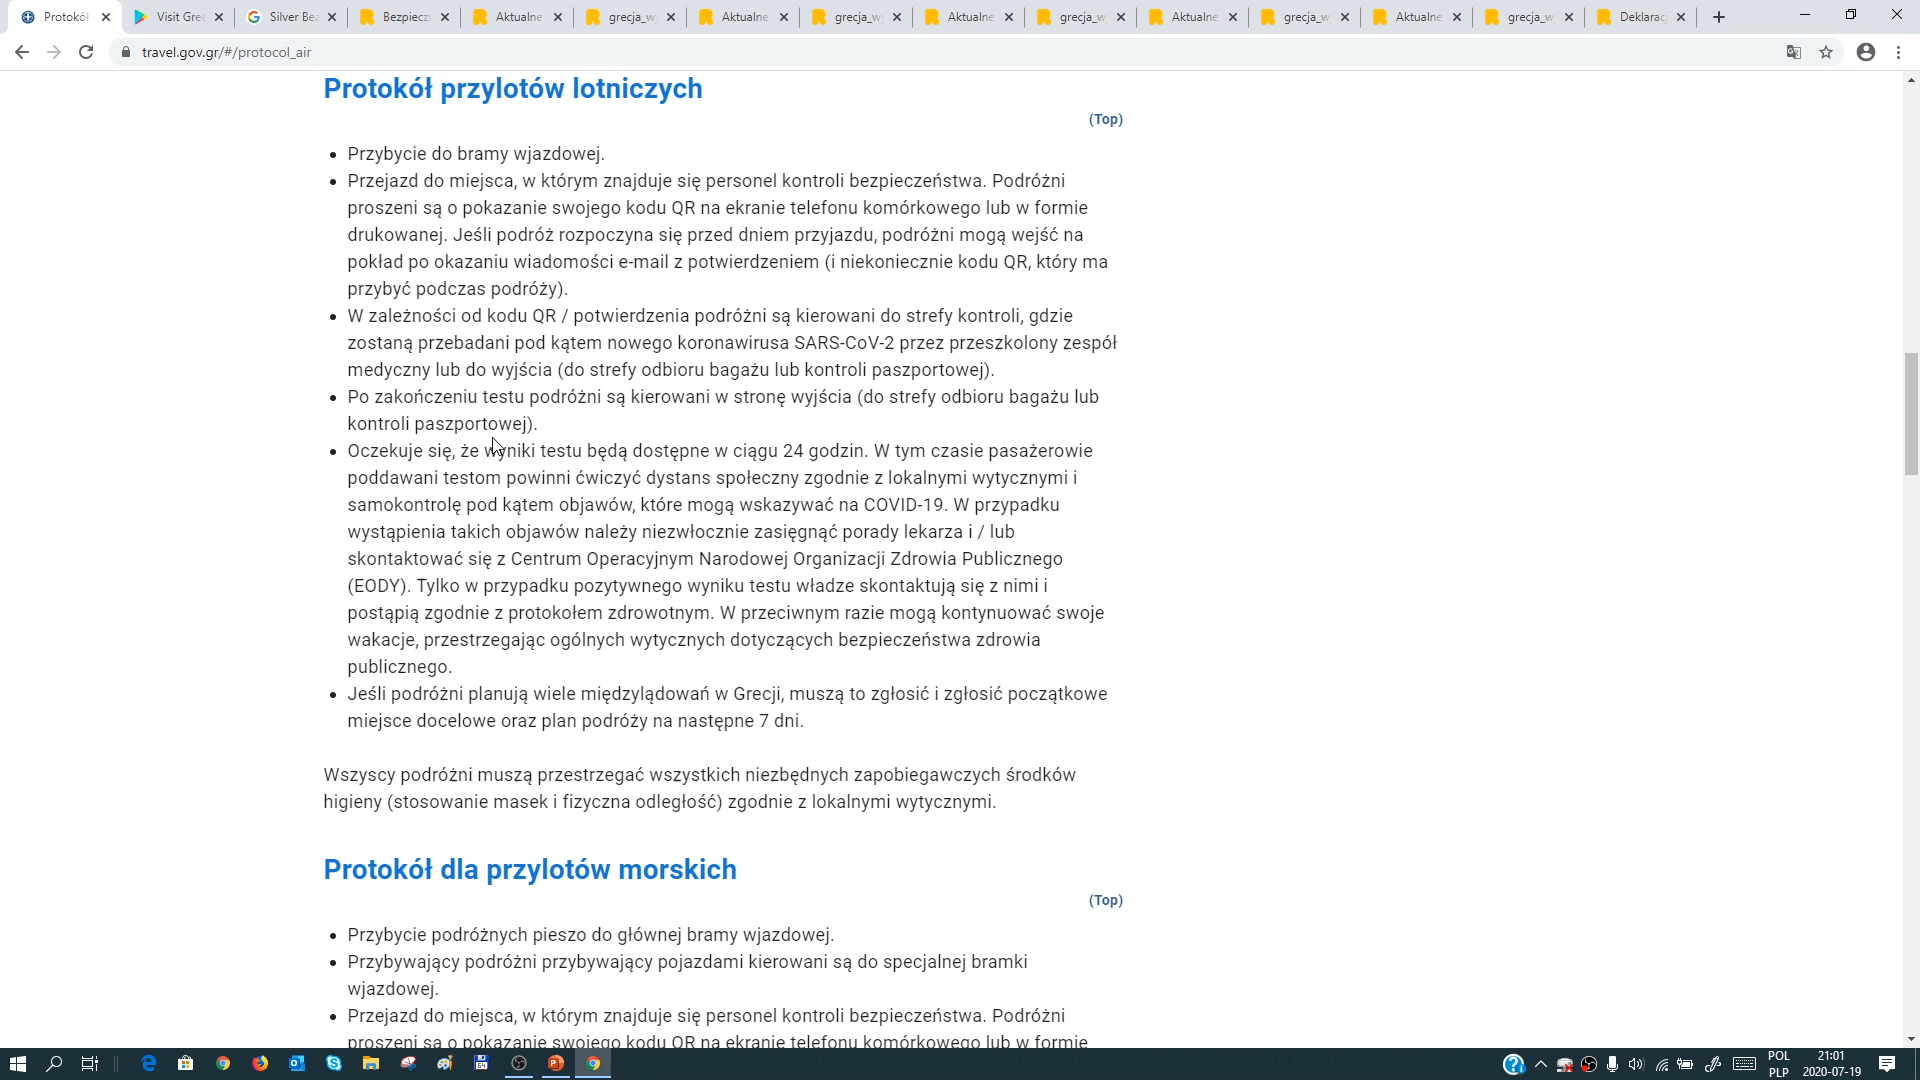 Protokół
Visit Gre
Silver Be
Bezpiecz
Aktualne
grecja_w
Aktualne
grecja_w
Aktualne
grecja_w
Aktualne
grecja_w
Aktualne
grecja_w
Deklarac
travel.gov.gr/#/protocol_air
Protokół przylotów lotniczych
(Top)
Przybycie do bramy wjazdowej.
Przejazd do miejsca, w którym znajduje się personel kontroli bezpieczeństwa. Podróżni
proszeni są o pokazanie swojego kodu QR na ekranie telefonu komórkowego lub w formie
drukowanej. Jeśli podróż rozpoczyna się przed dniem przyjazdu, podróżni mogą wejść na
pokład po okazaniu wiadomości e-mail z potwierdzeniem (i niekoniecznie kodu QR, który ma
przybyć podczas podróży).
W zależności od kodu QR / potwierdzenia podróżni są kierowani do strefy kontroli, gdzie
zostaną przebadani pod kątem nowego koronawirusa SARS-CoV-2 przez przeszkolony zespół
medyczny lub do wyjścia (do strefy odbioru bagażu lub kontroli paszportowej).
Po zakończeniu testu podróżni są kierowani w stronę wyjścia (do strefy odbioru bagażu lub
kontroli paszportowej).
Oczekuje się, że wyniki testu będą dostępne w ciągu 24 godzin. W tym czasie pasażerowie
poddawani testom powinni ćwiczyć dystans społeczny zgodnie z lokalnymi wytycznymi i
samokontrolę pod kątem objawów, które mogą wskazywać na COVID-19. W przypadku
wystąpienia takich objawów należy niezwłocznie zasięgnąć porady lekarza i / lub
skontaktować się z Centrum Operacyjnym Narodowej Organizacji Zdrowia Publicznego
(EODY). Tylko w przypadku pozytywnego wyniku testu władze skontaktują się z nimi i
postąpią zgodnie z protokołem zdrowotnym. W przeciwnym razie mogą kontynuować swoje
wakacje, przestrzegając ogólnych wytycznych dotyczących bezpieczeństwa zdrowia
publicznego.
Jeśli podróżni planują wiele międzylądowań w Grecji, muszą to zgłosić i zgłosić początkowe
miejsce docelowe oraz plan podróży na następne 7 dni.
Wszyscy podróżni muszą przestrzegać wszystkich niezbędnych zapobiegawczych środków
higieny (stosowanie masek i fizyczna odległość) zgodnie z lokalnymi wytycznymi.
Protokół dla przylotów morskich
(Top)
Przybycie podróżnych pieszo do głównej bramy wjazdowej.
Przybywający podróżni przybywający pojazdami kierowani są do specjalnej bramki
wjazdowej.
Przejazd do miejsca, w którym znajduje się personel kontroli bezpieczeństwa. Podróżni
proszeni są o pokazanie swojego kodu QR na ekranie telefonu komórkowego lub w formie
POL
PLP
21:01
2020-07-19